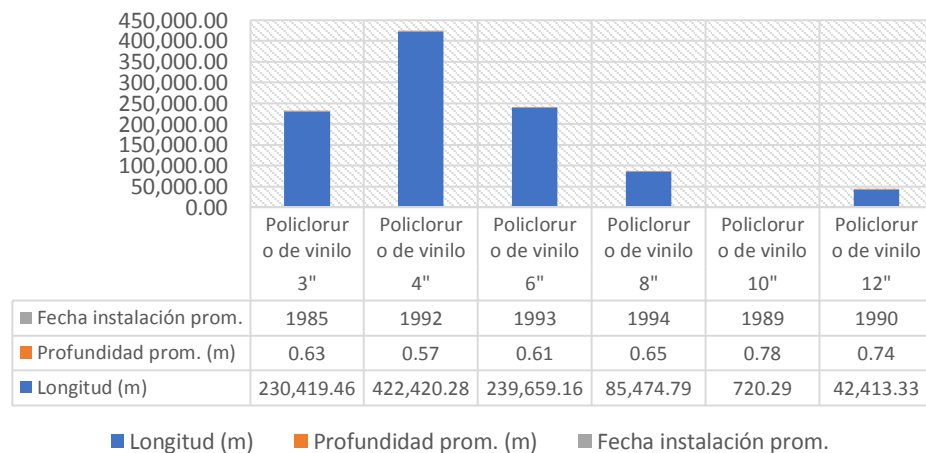 450,000.00
400,000.00
350,000.00
300,000.00
250,000.00
200,000.00
150,000.00
100,000.00
50,000.00
0.00
Policlorur Policlorur Policlorur Policlorur Policlorur Policlorur
o de vinilo o de vinilo o de vinilo o de vinilo o de vinilo o de vinilo
3" 4" 6" 8" 10" 12"
Fecha instalación prom. 1985 1992 1993 1994 1989 1990
Profundidad prom. (m) 0.63 0.57 0.61 0.65 0.78 0.74
Longitud (m) 230,419.46 422,420.28 239,659.16 85,474.79 720.29 42,413.33
Longitud (m) Profundidad prom. (m) Fecha instalación prom.